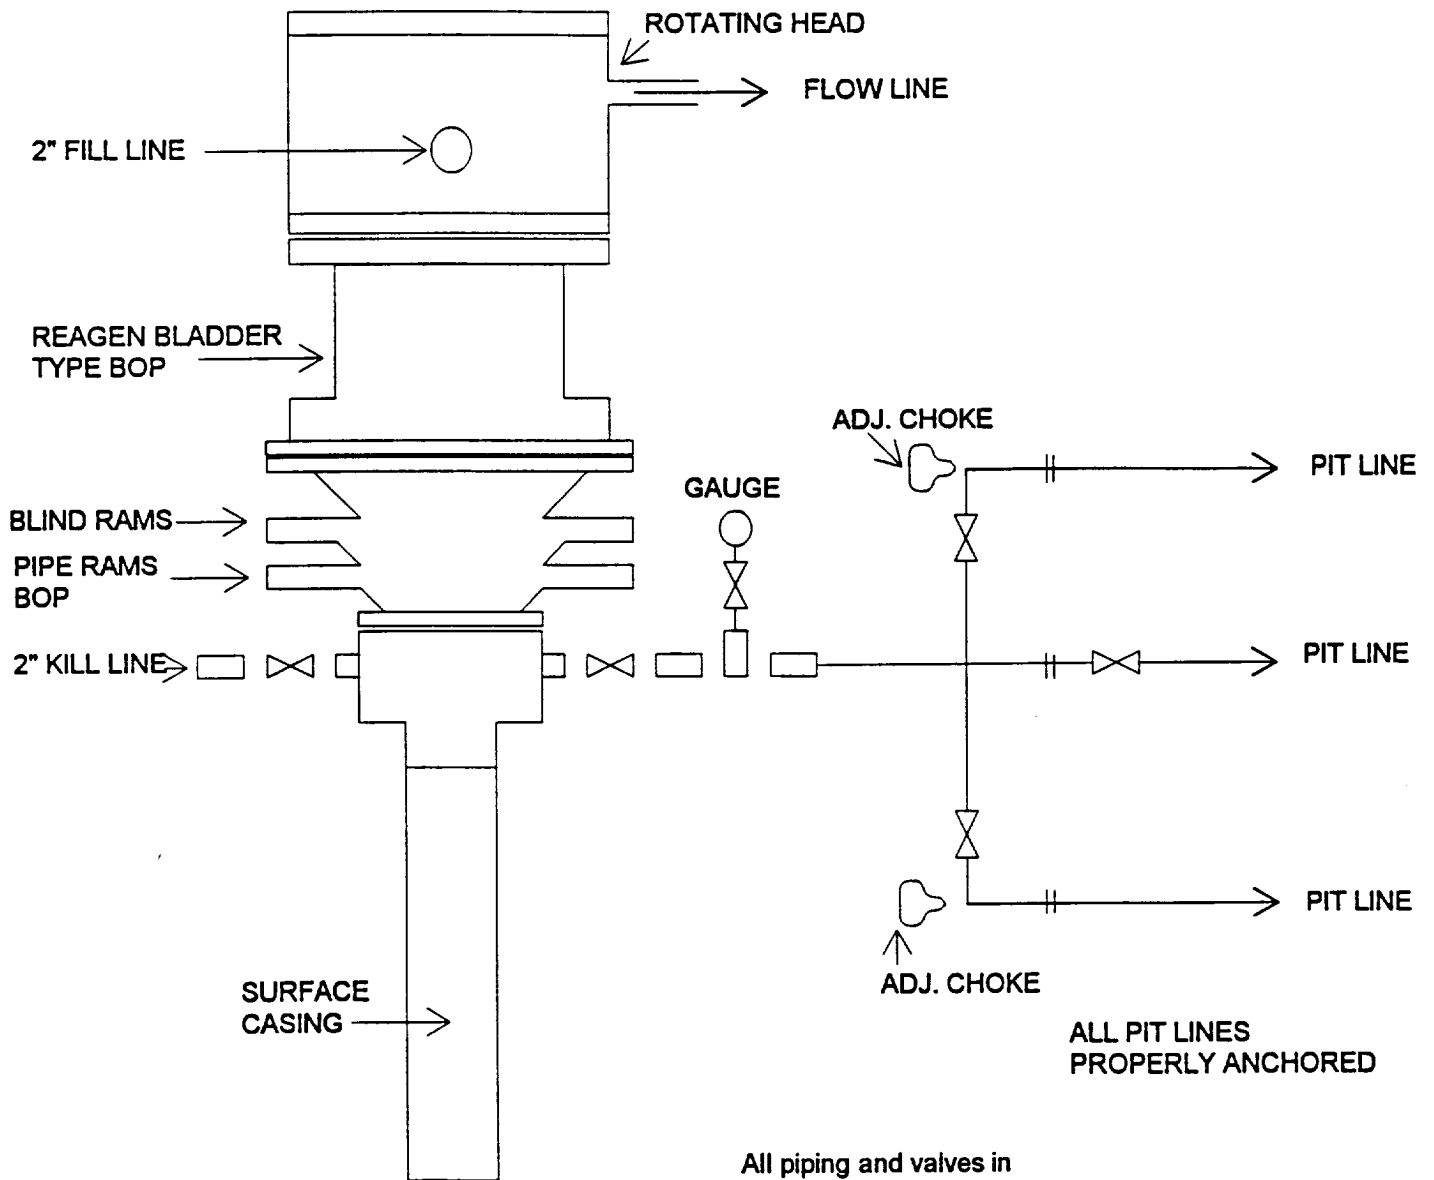 ROTATING HEAD
FLOW LINE
2" FILL LINE
REAGEN BLADDER
TYPE BOP
ADJ. CHOKE
PIT LINE
GAUGE
BLIND RAMS
PIPE RAMS
BOP
2" KILL LINE
PIT LINE
PIT LINE
ADJ. CHOKE
SURFACE
CASING
ALL PIT LINES
PROPERLY ANCHORED
All piping and valves in